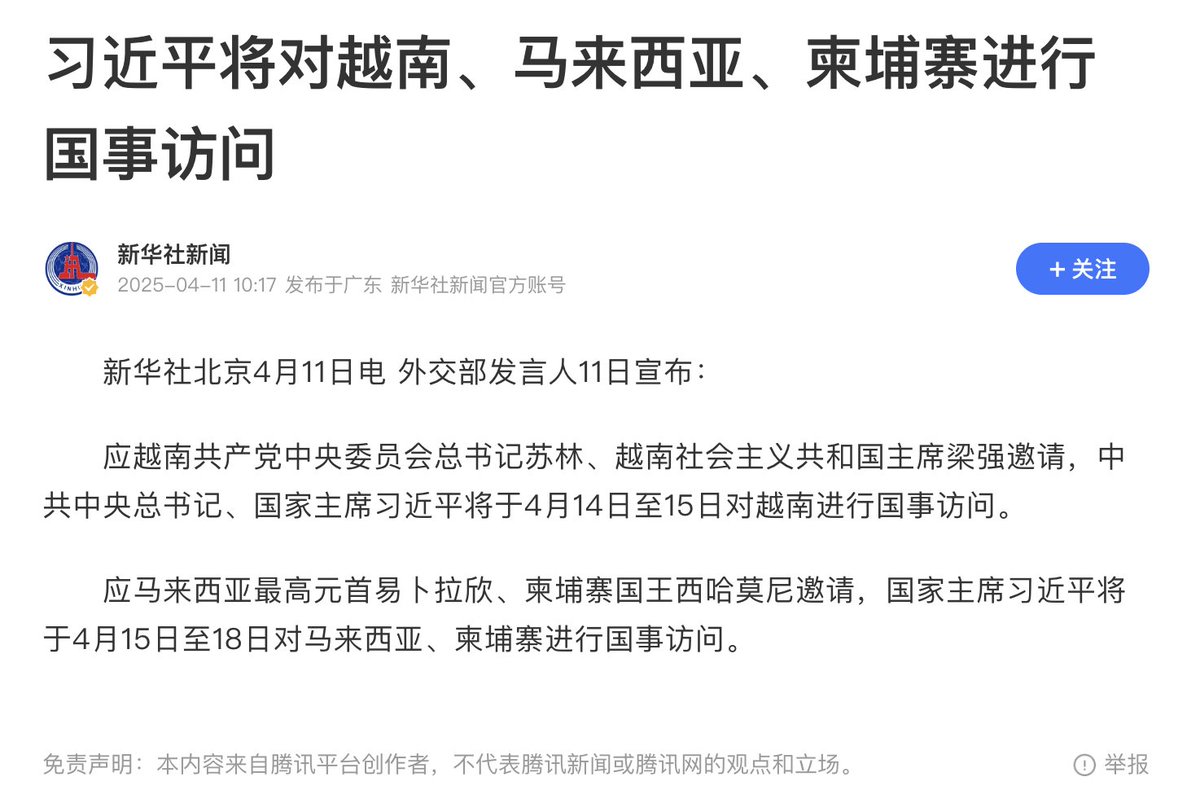 习近平将对越南、马来西亚、柬埔寨进行
国事访问
新华社新闻
2025-04-11 10:17 发布于广东 新华社新闻官方账号
+ 关注
新华社北京4月11日电 外交部发言人11日宣布：
应越南共产党中央委员会总书记苏林、越南社会主义共和国主席梁强邀请，中
共中央总书记、国家主席习近平将于4月14日至15日对越南进行国事访问。
应马来西亚最高元首易卜拉欣、柬埔寨国王西哈莫尼邀请，国家主席习近平将
于4月15日至18日对马来西亚、柬埔寨进行国事访问。
免责声明：本内容来自腾讯平台创作者，不代表腾讯新闻或腾讯网的观点和立场。
举报